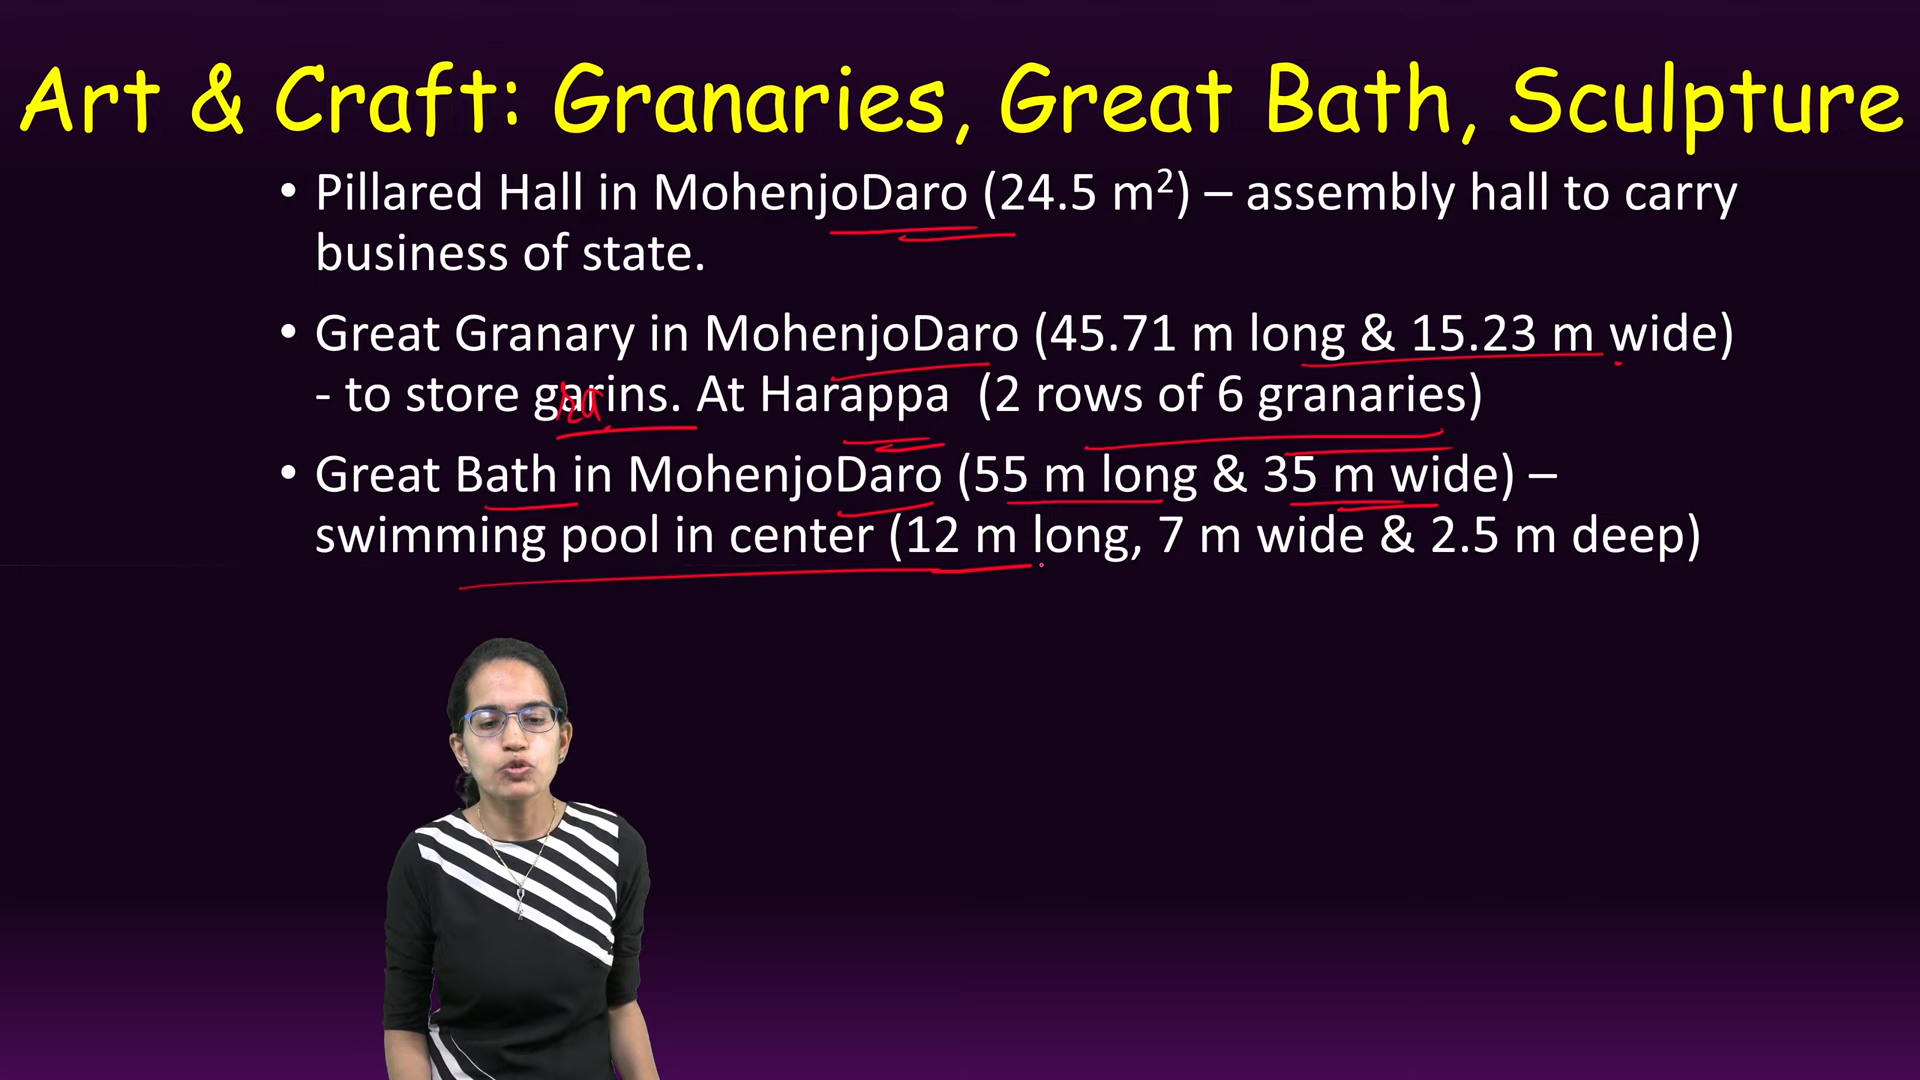 Art & Craft: Granaries, Great Bath, Sculpture
• Pillared Hall in MohenjoDaro (24.5 m²) – assembly hall to carry
business of state.
• Great Granary in MohenjoDaro (45.71 m long & 15.23 m wide)
- to store garins. At Harappa (2 rows of 6 granaries)
ra
• Great Bath in MohenjoDaro (55 m long & 35 m wide) –
swimming pool in center (12 m long, 7 m wide & 2.5 m deep)